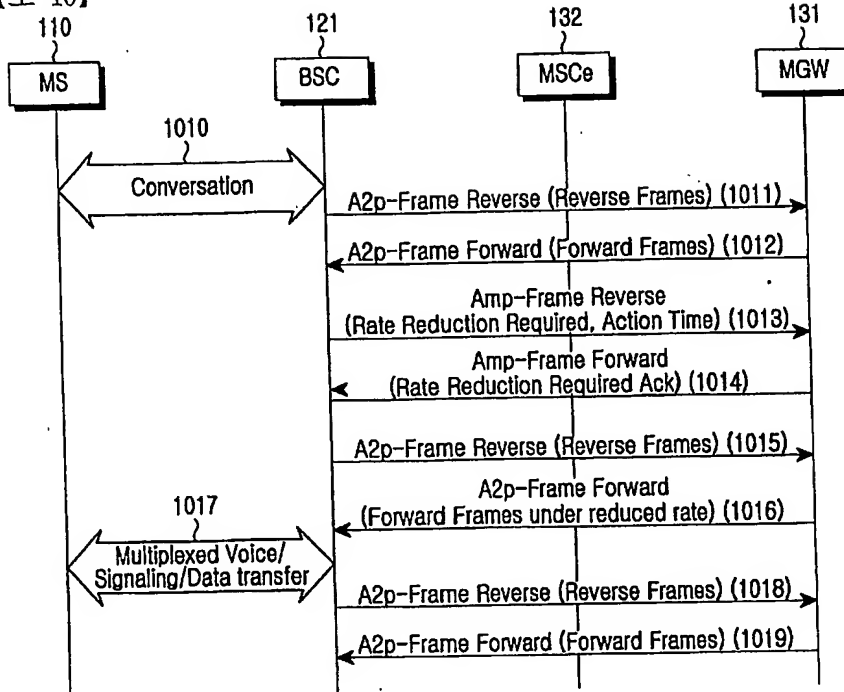 【도 10】
110
121
132
131
MS
BSC
MSCe
MGW
1010
Conversation
A2p-Frame Reverse (Reverse Frames) (1011)
A2p-Frame Forward (Forward Frames) (1012)
Amp-Frame Reverse
(Rate Reduction Required, Action Time) (1013)
Amp-Frame Forward
(Rate Reduction Required Ack) (1014)
A2p-Frame Reverse (Reverse Frames) (1015)
A2p-Frame Forward
(Forward Frames under reduced rate) (1016)
1017
Multiplexed Voice/
Signaling/Data transfer
A2p-Frame Reverse (Reverse Frames) (1018)
A2p-Frame Forward (Forward Frames) (1019)